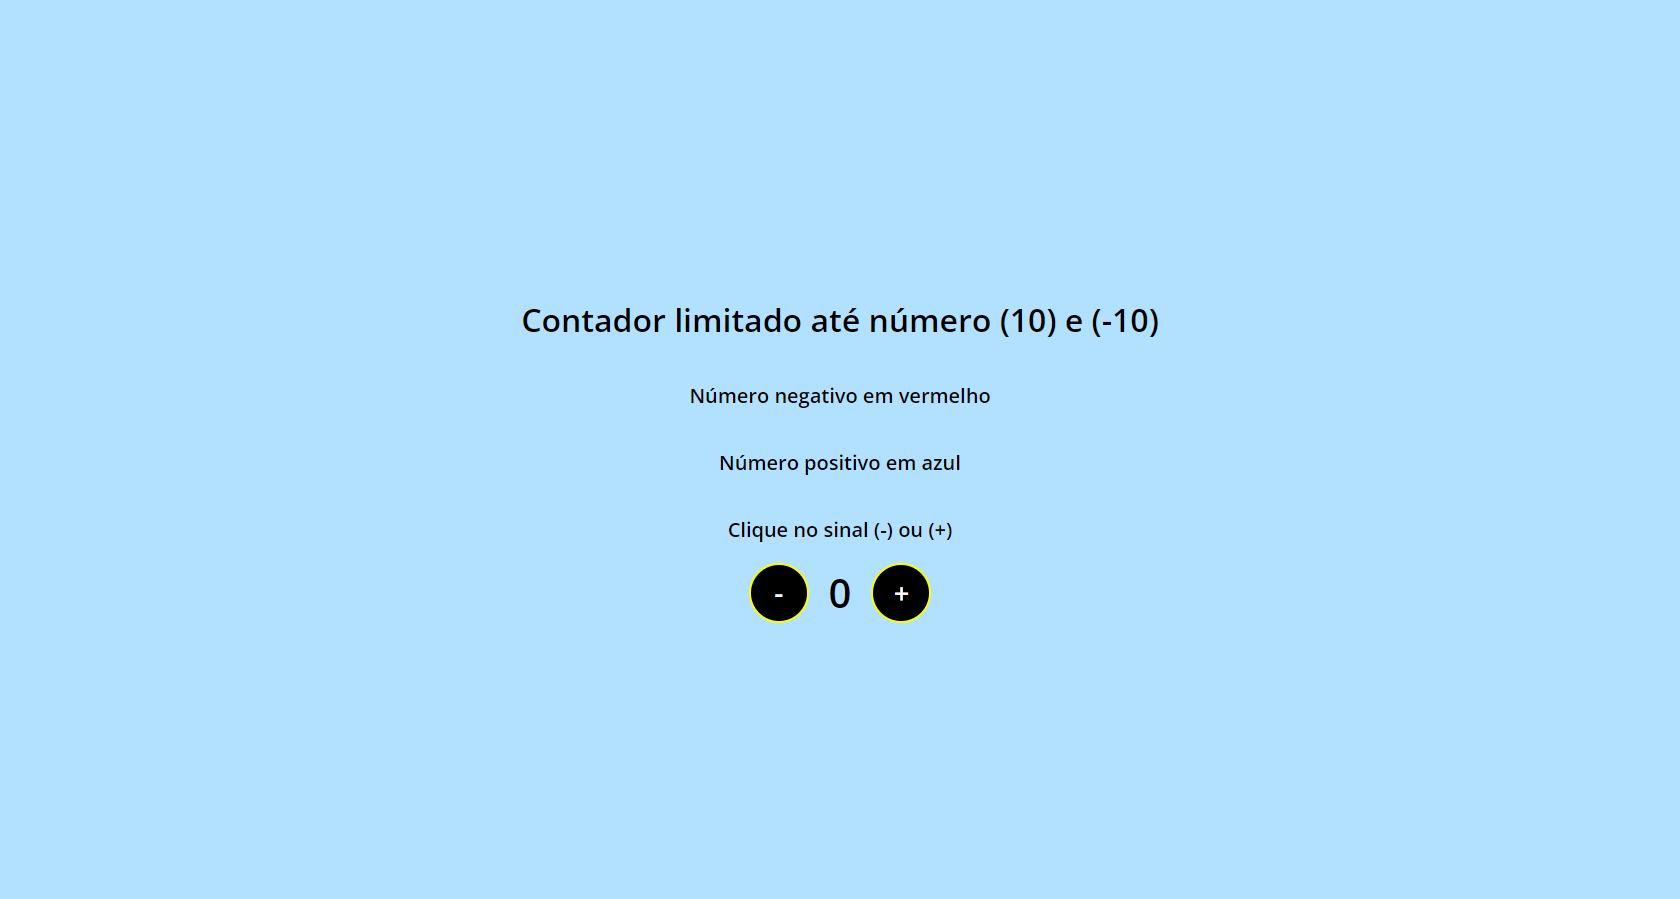 Contador limitado até número (10) e (-10)
Número negativo em vermelho
Número positivo em azul
Clique no sinal (-) ou (+)
- 0 +